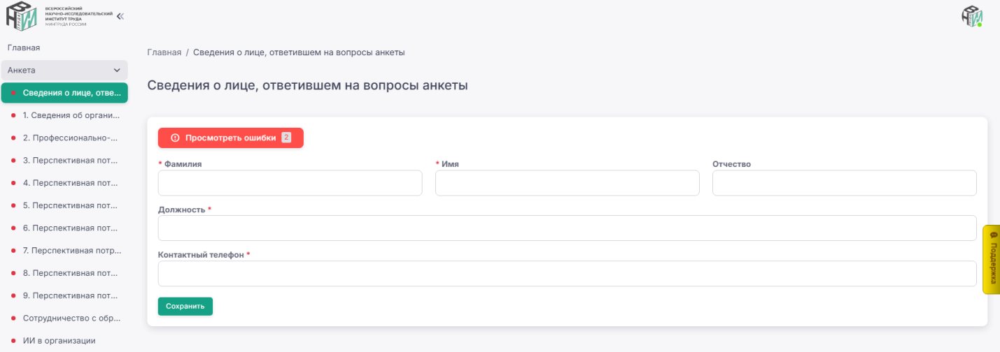 ВСЕРОССИЙСКИЙ
НАУЧНО-ИССЛЕДОВАТЕЛЬСКИЙ
ИНСТИТУТ ТРУДА
МИНТРУДА РОССИИ
Главная
Анкета
Сведения о лице, отве...
1. Сведения об органи...
2. Профессионально-...
3. Перспективная пот...
4. Перспективная пот...
5. Перспективная пот...
6. Перспективная пот...
7. Перспективная потр...
8. Перспективная пот...
9. Перспективная пот...
Сотрудничество с обр...
ИИ в организации
Главная / Сведения о лице, ответившем на вопросы анкеты
Сведения о лице, ответившем на вопросы анкеты
Просмотреть ошибки 2
* Фамилия
* Имя
Отчество
Должность *
Контактный телефон *
Сохранить
Поддержка